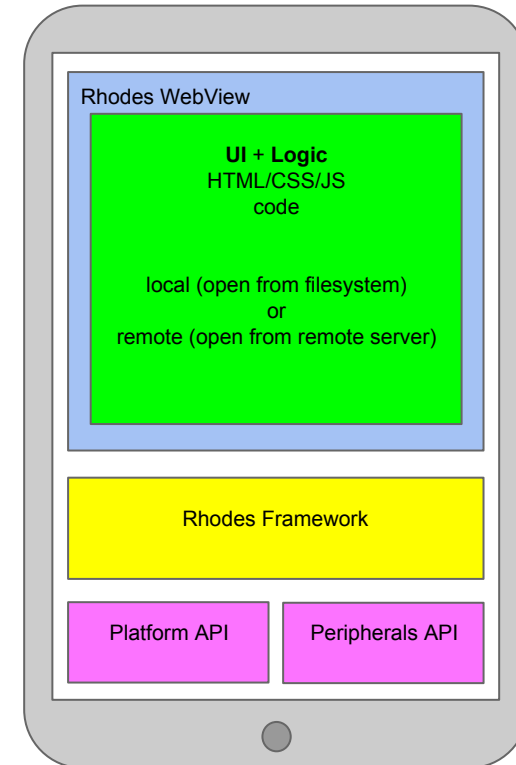 Rhodes WebView
UI + Logic
HTML/CSS/JS
code
local (open from filesystem)
or
remote (open from remote server)
Rhodes Framework
Platform API
Peripherals API